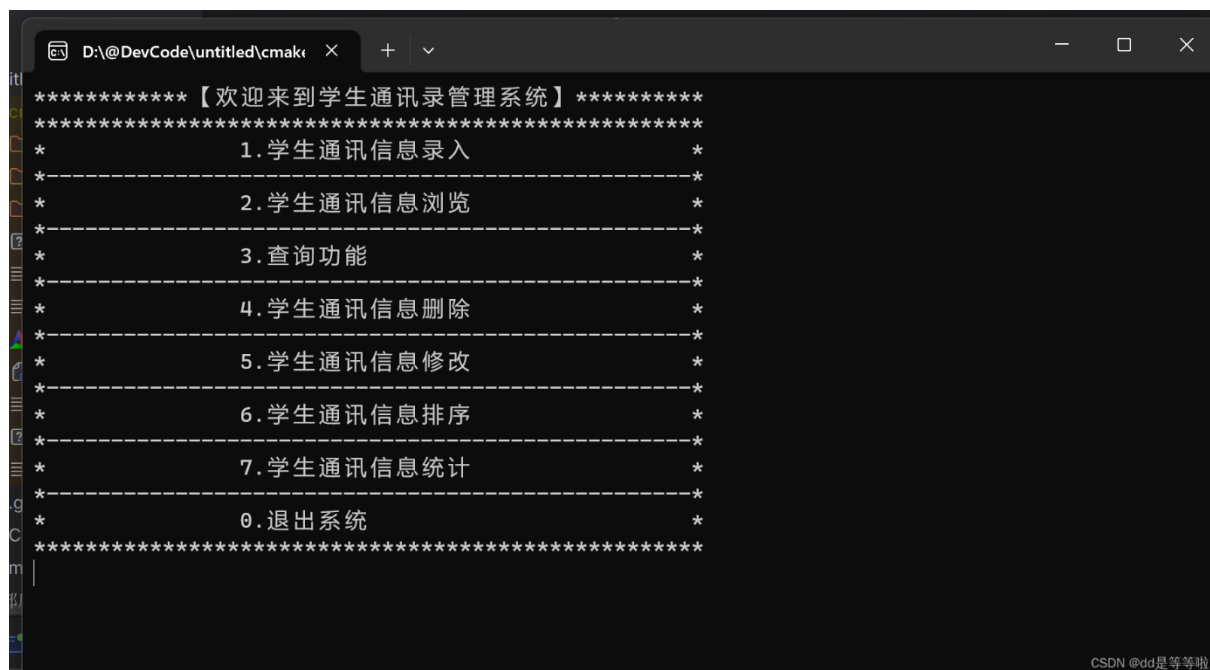 D:\@DevCode\untitled\cmake
************【欢迎来到学生通讯录管理系统】**********
****************************************************
* 1.学生通讯信息录入 *
*--------------------------------------------------*
* 2.学生通讯信息浏览 *
*--------------------------------------------------*
* 3.查询功能 *
*--------------------------------------------------*
* 4.学生通讯信息删除 *
*--------------------------------------------------*
* 5.学生通讯信息修改 *
*--------------------------------------------------*
* 6.学生通讯信息排序 *
*--------------------------------------------------*
* 7.学生通讯信息统计 *
*--------------------------------------------------*
* 0.退出系统 *
****************************************************
CSDN @dd是等等啦